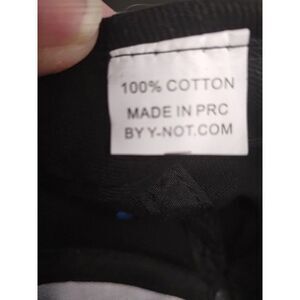 100% COTTON
MADE IN PRC
BY Y-NOT.COM